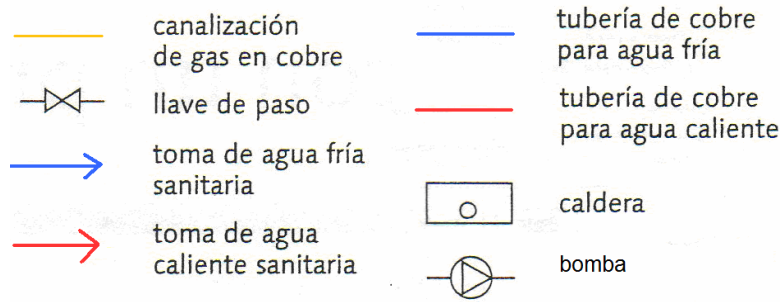 canalización
de gas en cobre
llave de paso
toma de agua fría
sanitaria
toma de agua
caliente sanitaria
tubería de cobre
para agua fría
tubería de cobre
para agua caliente
caldera
bomba